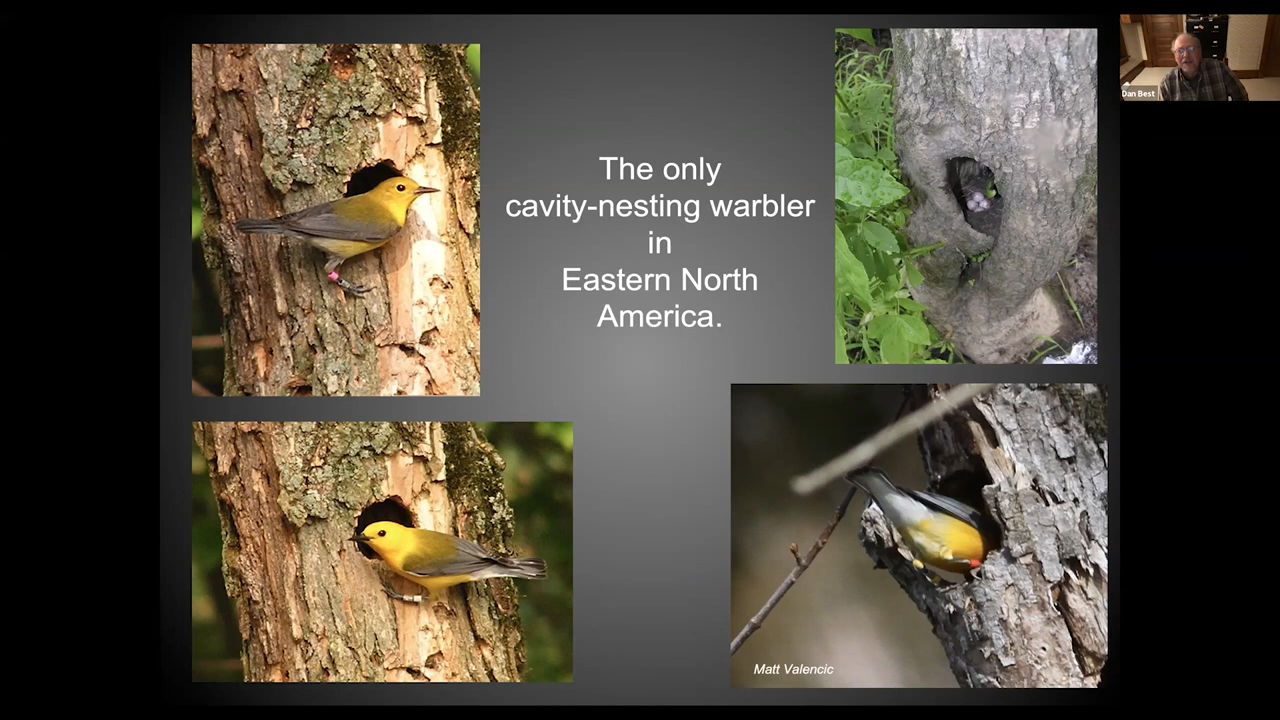 The only
cavity-nesting warbler
in
Eastern North
America.
Dan Best
Matt Valencic